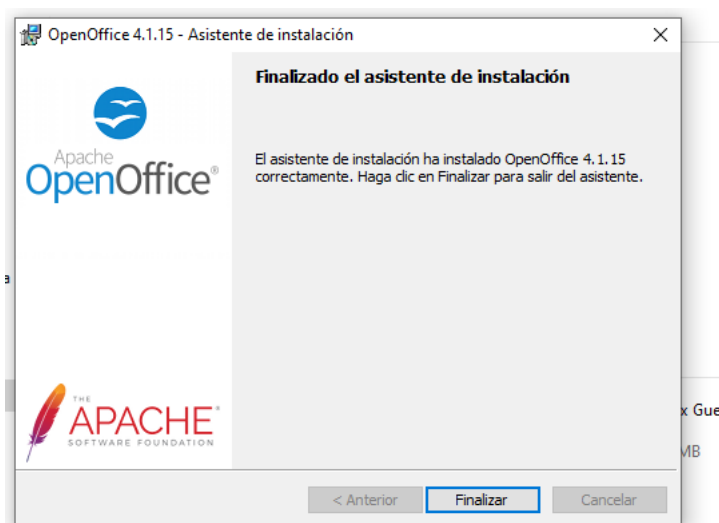 OpenOffice 4.1.15 - Asistente de instalación
Finalizado el asistente de instalación
Apache
OpenOffice®
El asistente de instalación ha instalado OpenOffice 4.1.15
correctamente. Haga clic en Finalizar para salir del asistente.
a
THE
APACHE®
SOFTWARE FOUNDATION
x Gue
MB
< Anterior
Finalizar
Cancelar